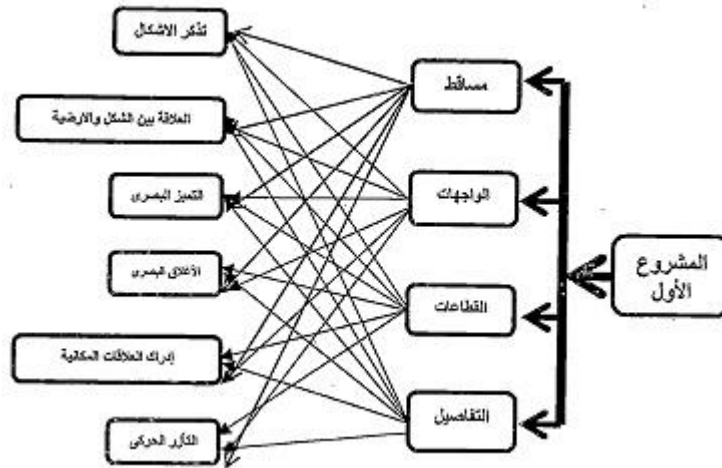 المشروع
الأول
مساقط
الواجهات
القطاعات
التفاصيل
تذكر الاشكال
العلاقة بين الشكل والارضية
التميز البصرى
الأغلاق البصرى
إدراك العلاقات المكانية
التأزر الحركى